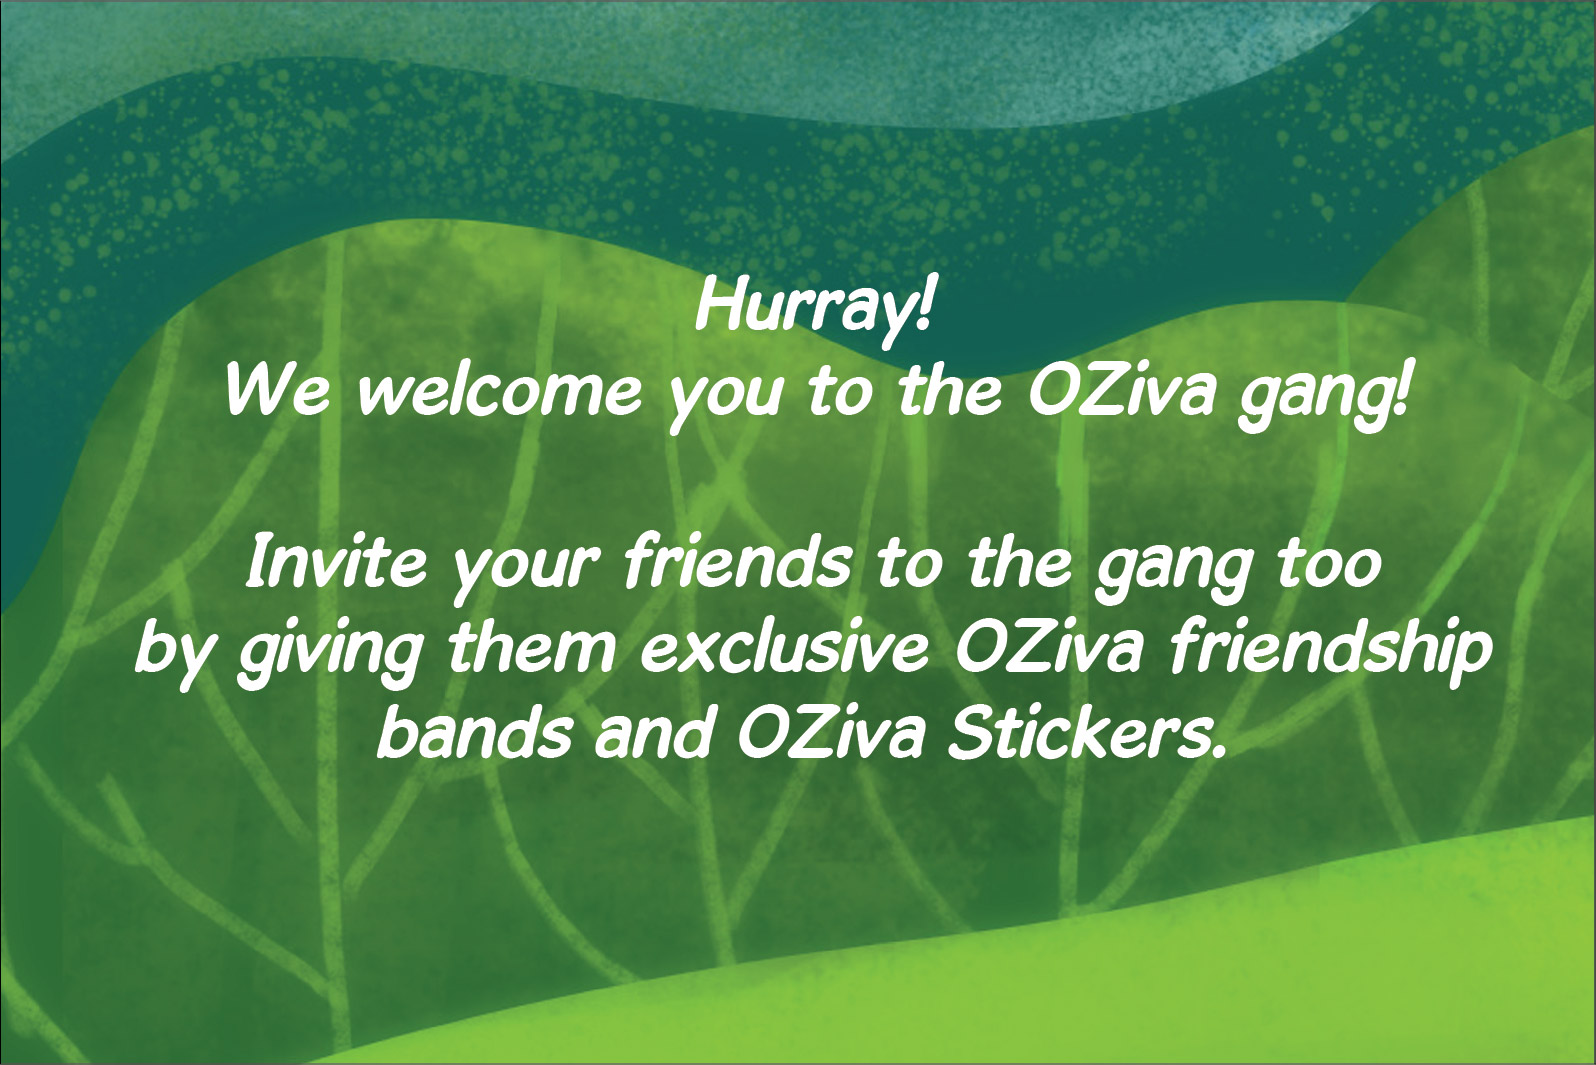 Hurray!
We welcome you to the OZiva gang!
Invite your friends to the gang too
by giving them exclusive OZiva friendship
bands and OZiva Stickers.